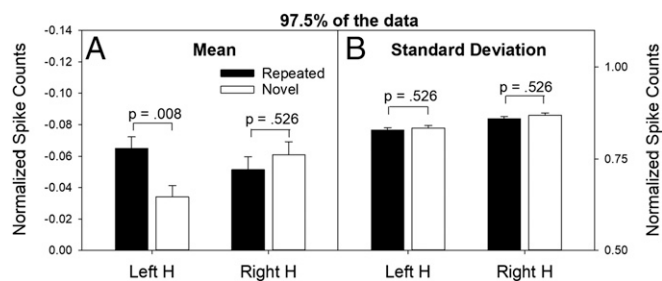 97.5% of the data
A
Mean
B
Standard Deviation
Repeated
Novel
p = .008
p = .526
p = .526
p = .526
Normalized Spike Counts
-0.14
-0.12
-0.10
-0.08
-0.06
-0.04
-0.02
0.00
Left H
Right H
Left H
Right H
1.00
0.75
0.50
Normalized Spike Counts